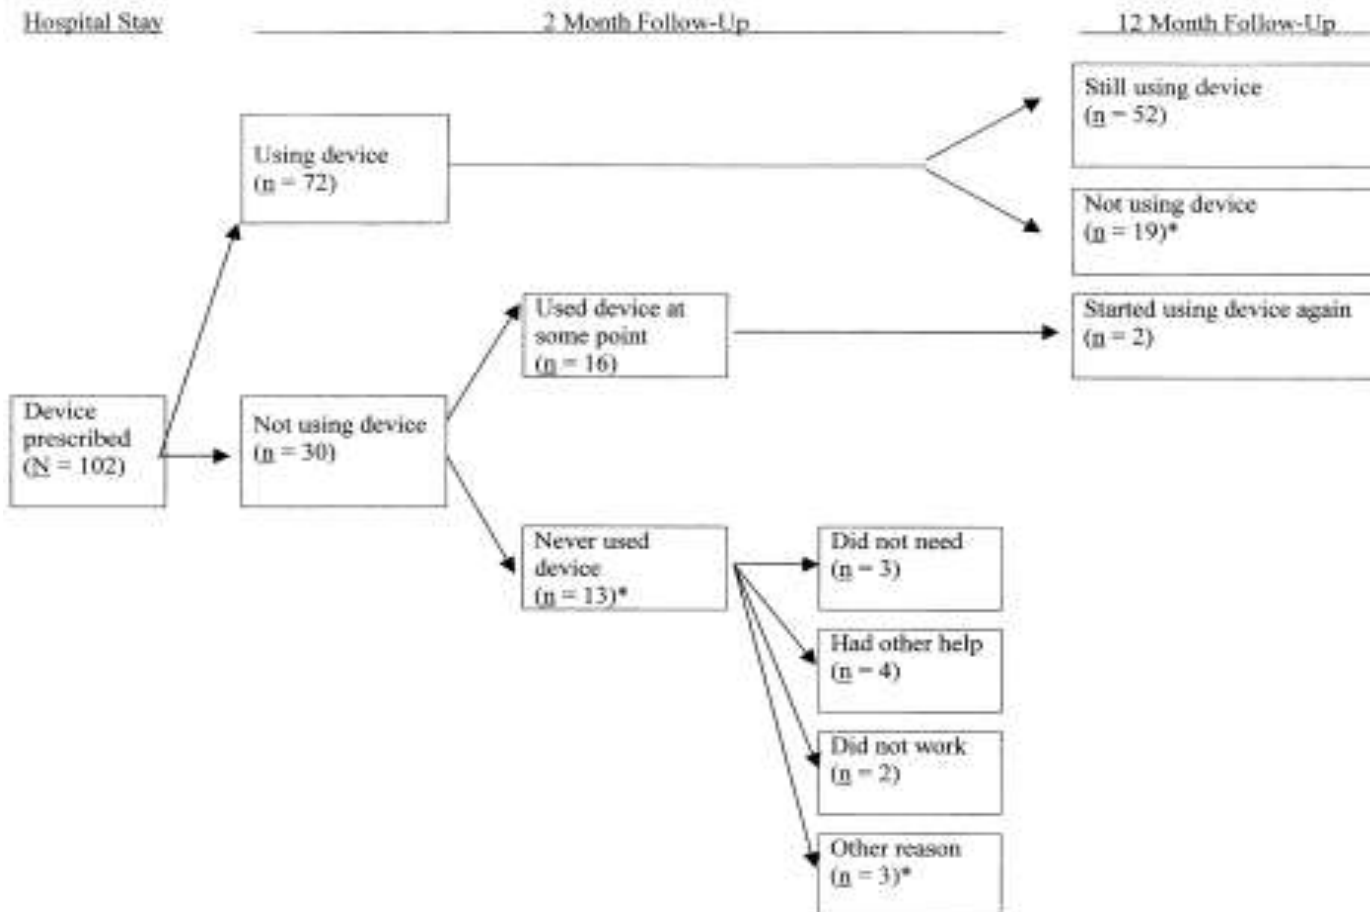 Hospital Stay
2 Month Follow-Up
12 Month Follow-Up
Still using device
(n = 52)
Using device
(n = 72)
Not using device
(n = 19)*
Used device at
some point
(n = 16)
Started using device again
(n = 2)
Device
prescribed
(N = 102)
Not using device
(n = 30)
Never used
device
(n = 13)*
Did not need
(n = 3)
Had other help
(n = 4)
Did not work
(n = 2)
Other reason
(n = 3)*